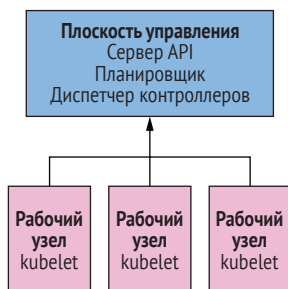 Плоскость управления
Сервер API
Планировщик
Диспетчер контроллеров
Рабочий
узел
kubelet
Рабочий
узел
kubelet
Рабочий
узел
kubelet